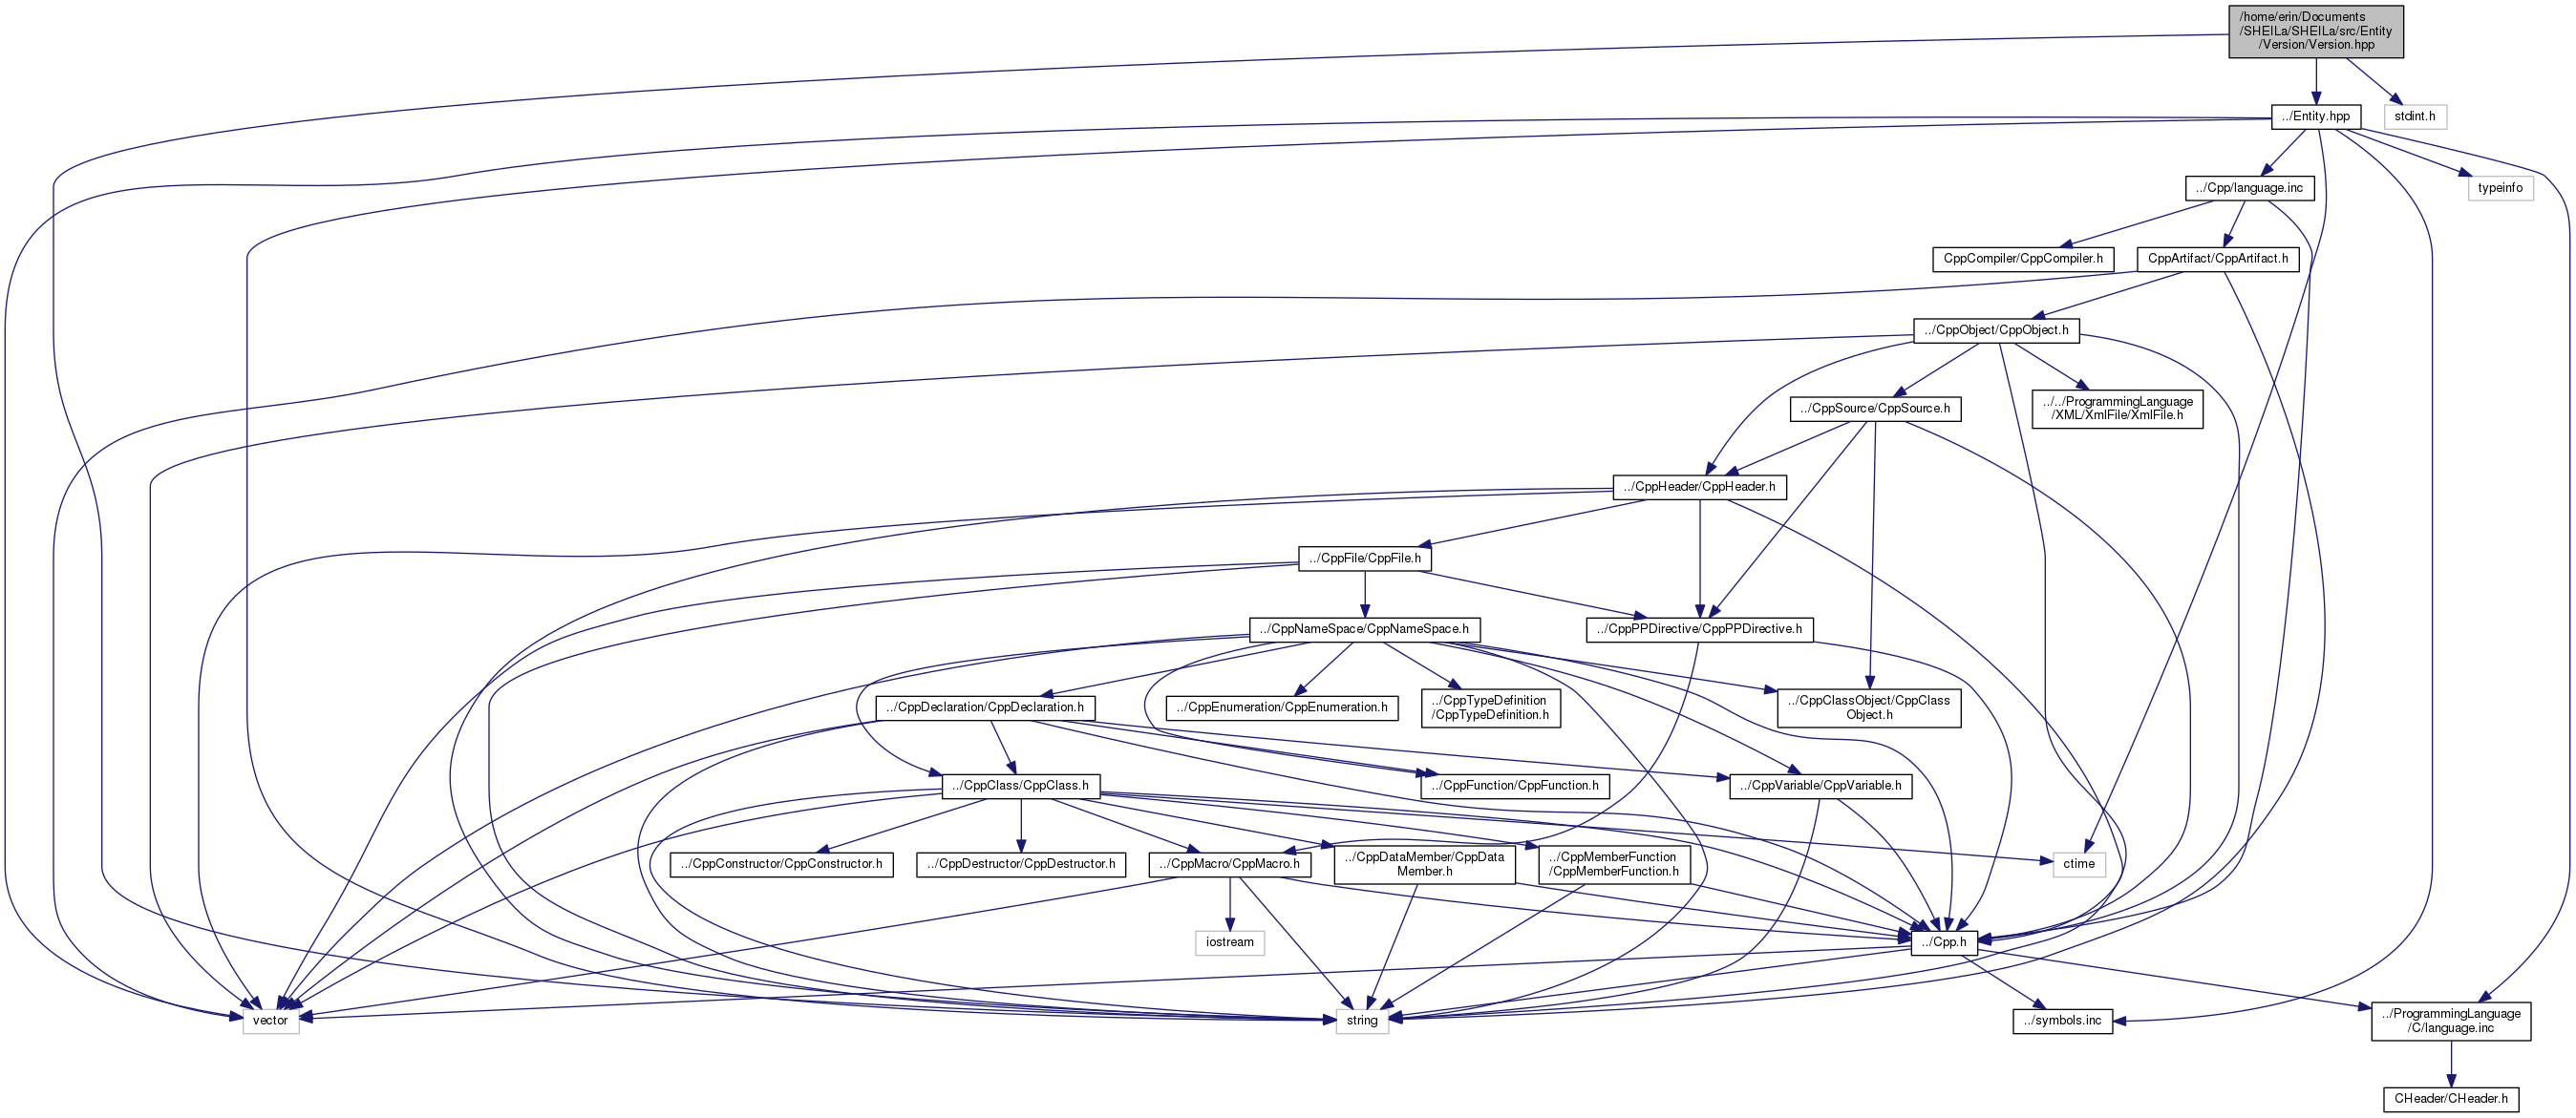 /home/erin/Documents
/SHEILa/SHEILa/src/Entity
/Version/Version.hpp
../Entity.hpp
stdint.h
../Cpp/language.inc
typeinfo
CppCompiler/CppCompiler.h
CppArtifact/CppArtifact.h
../CppObject/CppObject.h
../CppSource/CppSource.h
../../ProgrammingLanguage
/XML/XmlFile/XmlFile.h
../CppHeader/CppHeader.h
../CppFile/CppFile.h
../CppNameSpace/CppNameSpace.h
../CppPPDirective/CppPPDirective.h
../CppDeclaration/CppDeclaration.h
../CppEnumeration/CppEnumeration.h
../CppTypeDefinition
/CppTypeDefinition.h
../CppClassObject/CppClass
Object.h
../CppClass/CppClass.h
../CppFunction/CppFunction.h
../CppVariable/CppVariable.h
../CppConstructor/CppConstructor.h
../CppDestructor/CppDestructor.h
../CppMacro/CppMacro.h
../CppDataMember/CppData
Member.h
../CppMemberFunction
/CppMemberFunction.h
ctime
iostream
../Cpp.h
vector
string
../symbols.inc
../ProgrammingLanguage
/C/language.inc
CHeader/CHeader.h